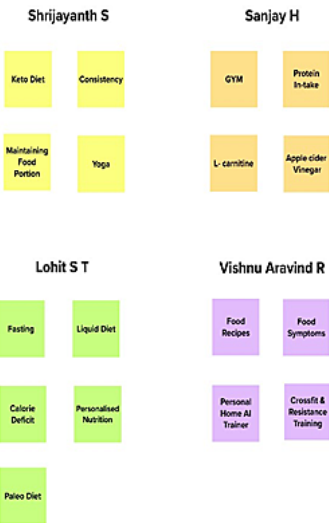 Shrijayanth S
Keto Diet
Consistency
Maintaining
Food
Portion
Yoga
Sanjay H
GYM
Protein
In-take
L- carnitine
Apple cider
Vinegar
Lohit S T
Fasting
Liquid Diet
Calorie
Deficit
Personalised
Nutrition
Paleo Diet
Vishnu Aravind R
Food
Recipes
Food
Symptoms
Personal
Home AI
Trainer
Crossfit &
Resistance
Training